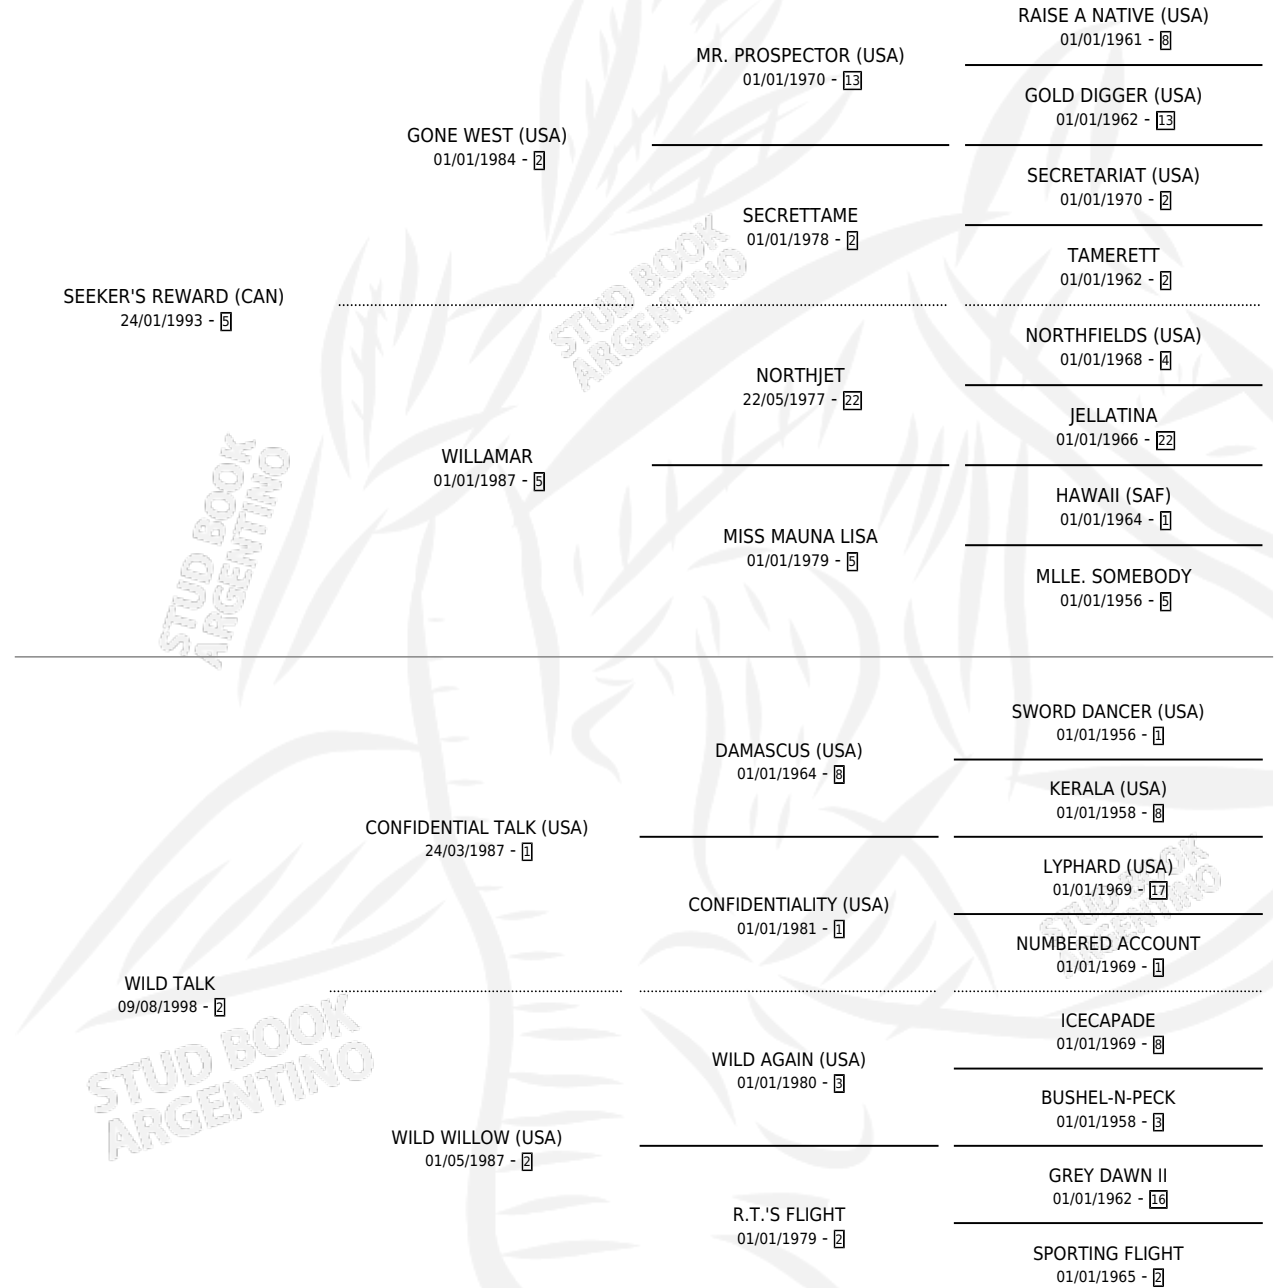 RAISE A NATIVE (USA)
01/01/1961 - 8
MR. PROSPECTOR (USA)
01/01/1970 - 13
GOLD DIGGER (USA)
01/01/1962 - 13
GONE WEST (USA)
01/01/1984 - 2
SECRETARIAT (USA)
01/01/1970 - 2
SECRETTAME
01/01/1978 - 2
TAMERETT
01/01/1962 - 2
SEEKER'S REWARD (CAN)
24/01/1993 - 5
NORTHFIELDS (USA)
01/01/1968 - 4
NORTHJET
22/05/1977 - 22
JELLATINA
01/01/1966 - 22
WILLAMAR
01/01/1987 - 5
HAWAII (SAF)
01/01/1964 - 1
MISS MAUNA LISA
01/01/1979 - 5
MLLE. SOMEBODY
01/01/1956 - 5
SWORD DANCER (USA)
01/01/1956 - 1
DAMASCUS (USA)
01/01/1964 - 8
KERALA (USA)
01/01/1958 - 8
CONFIDENTIAL TALK (USA)
24/03/1987 - 1
LYPHARD (USA)
01/01/1969 - 17
CONFIDENTIALITY (USA)
01/01/1981 - 1
NUMBERED ACCOUNT
01/01/1969 - 1
WILD TALK
09/08/1998 - 2
ICECAPADE
01/01/1969 - 8
WILD AGAIN (USA)
01/01/1980 - 3
BUSHEL-N-PECK
01/01/1958 - 3
WILD WILLOW (USA)
01/05/1987 - 2
GREY DAWN II
01/01/1962 - 16
R.T.'S FLIGHT
01/01/1979 - 2
SPORTING FLIGHT
01/01/1965 - 2
STUD BOOK
ARGENTINO
STUD BOOK
ARGENTINO
STUD BOOK
ARGENTINO
STUD BOOK
ARGENTINO